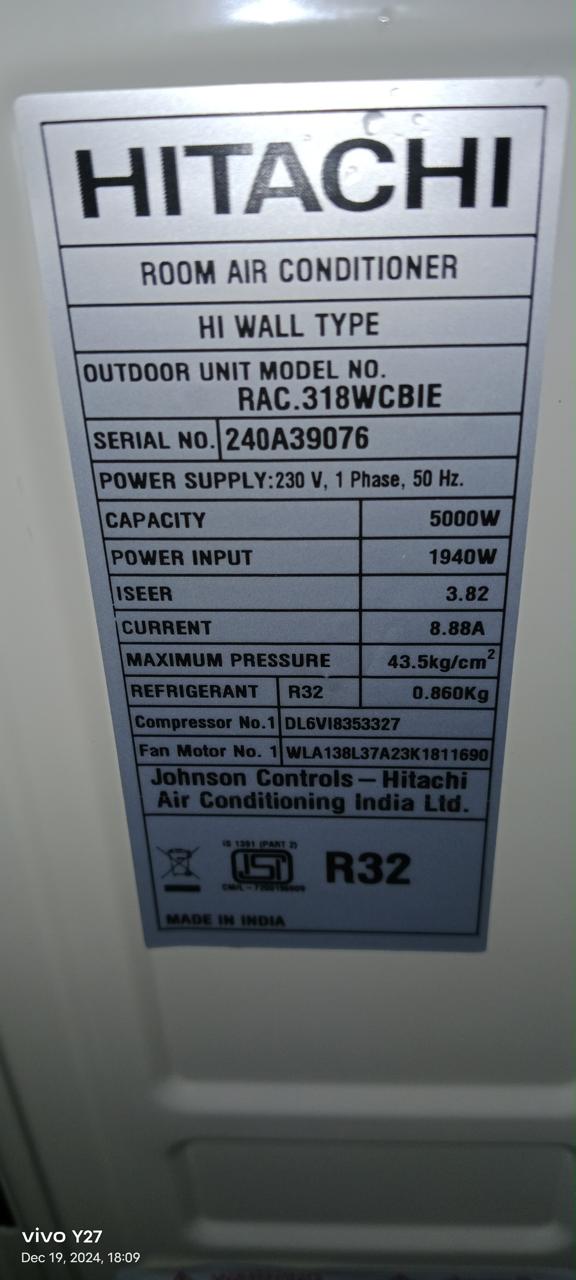 HITACHI
ROOM AIR CONDITIONER
HI WALL TYPE
OUTDOOR UNIT MODEL NO.
RAC.318WCBIE
SERIAL NO. 240A39076
POWER SUPPLY:230 V, 1 Phase, 50 Hz.
CAPACITY 5000W
POWER INPUT 1940W
ISEER 3.82
CURRENT 8.88A
MAXIMUM PRESSURE 43.5kg/cm²
REFRIGERANT R32 0.860Kg
Compressor No.1 DL6VI8353327
Fan Motor No. 1 WLA138L37A23K1811690
Johnson Controls – Hitachi
Air Conditioning India Ltd.
IS 1391 (PART 2)
ISI R32
CM/L –
MADE IN INDIA
vivo Y27
Dec 19, 2024, 18:09